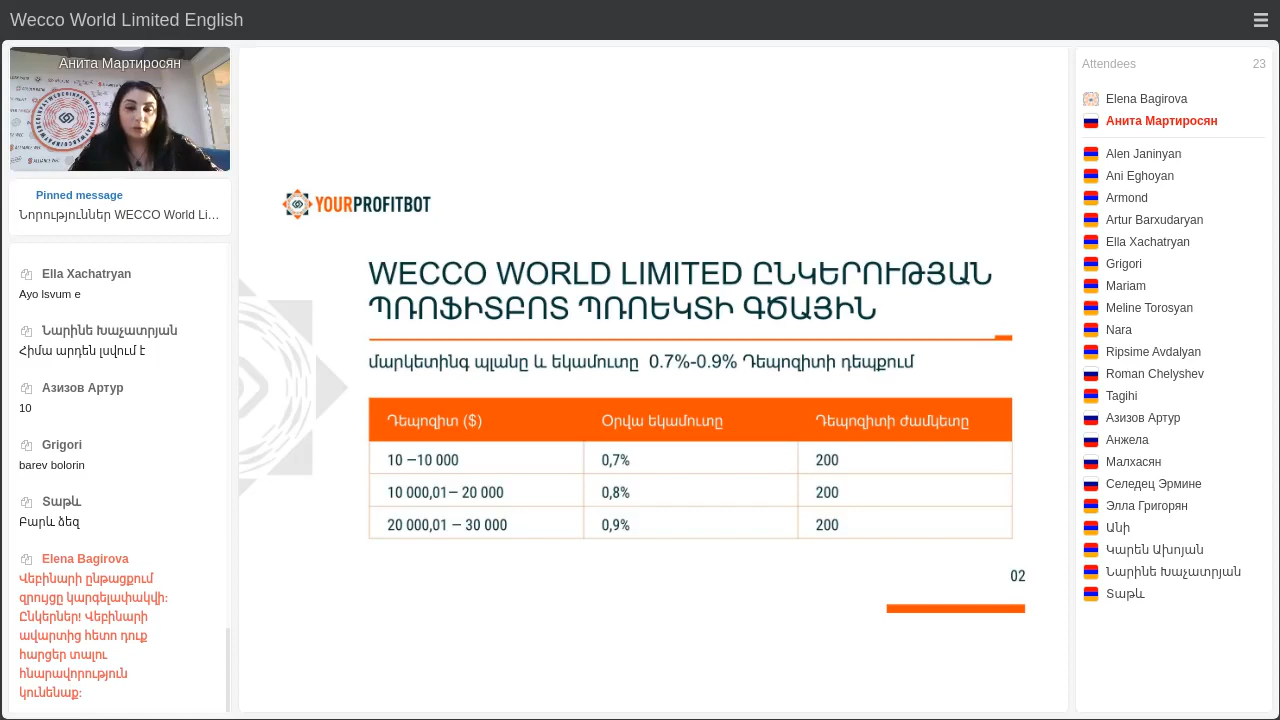 Wecco World Limited English
Анита Мартиросян
Pinned message
Նորություններ WECCO World Li…
Ella Xachatryan
Ayo lsvum e
Նարինե Խաչատրյան
Հիմա արդեն լսվում է
Азизов Артур
10
Grigori
barev bolorin
Տաթև
Բարև ձեզ
Elena Bagirova
Վեբինարի ընթացքում
զրույցը կարգելափակվի:
Ընկերներ! Վեբինարի
ավարտից հետո դուք
հարցեր տալու
հնարավորություն
կունենաք:
YOURPROFITBOT
WECCO WORLD LIMITED ԸՆԿԵՐՈՒԹՅԱՆ
ՊՌՈՖԻՏԲՈՏ ՊՌՈԵԿՏԻ ԳԾԱՅԻՆ
մարկետինգ պլանը և եկամուտը 0.7%-0.9% Դեպոզիտի դեպքում
Դեպոզիտ ($) Օրվա եկամուտը Դեպոզիտի ժամկետը
10 —10 000 0,7% 200
10 000,01— 20 000 0,8% 200
20 000,01 — 30 000 0,9% 200
02
Attendees 23
Elena Bagirova
Анита Мартиросян
Alen Janinyan
Ani Eghoyan
Armond
Artur Barxudaryan
Ella Xachatryan
Grigori
Mariam
Meline Torosyan
Nara
Ripsime Avdalyan
Roman Chelyshev
Tagihi
Азизов Артур
Анжела
Малхасян
Селедец Эрмине
Элла Григорян
Անի
Կարեն Ախոյան
Նարինե Խաչատրյան
Տաթև